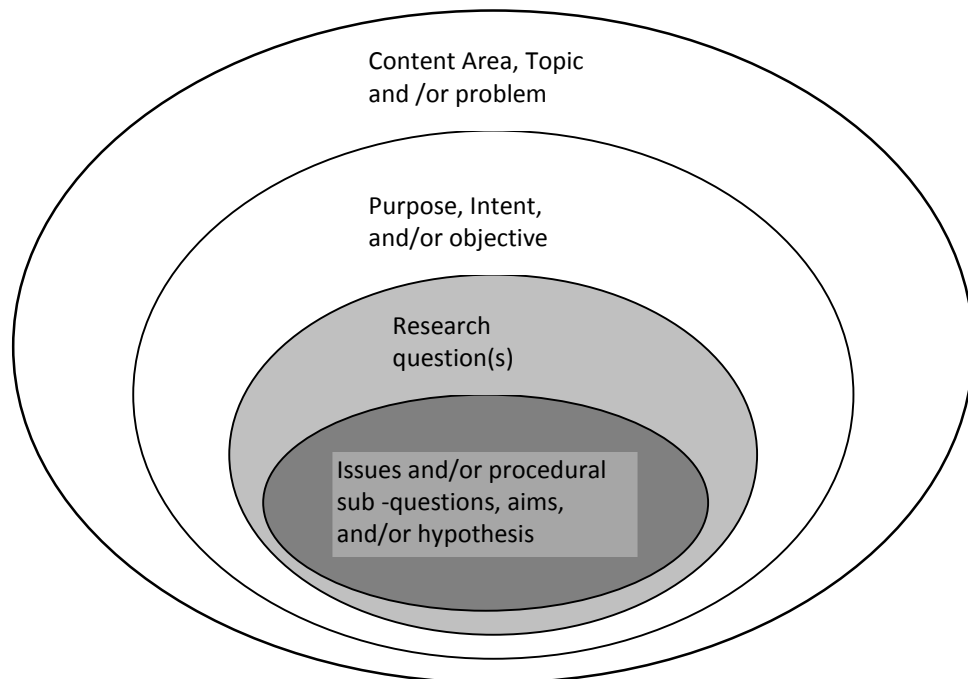 Content Area, Topic
and /or problem
Purpose, Intent,
and/or objective
Research
question(s)
Issues and/or procedural
sub -questions, aims,
and/or hypothesis